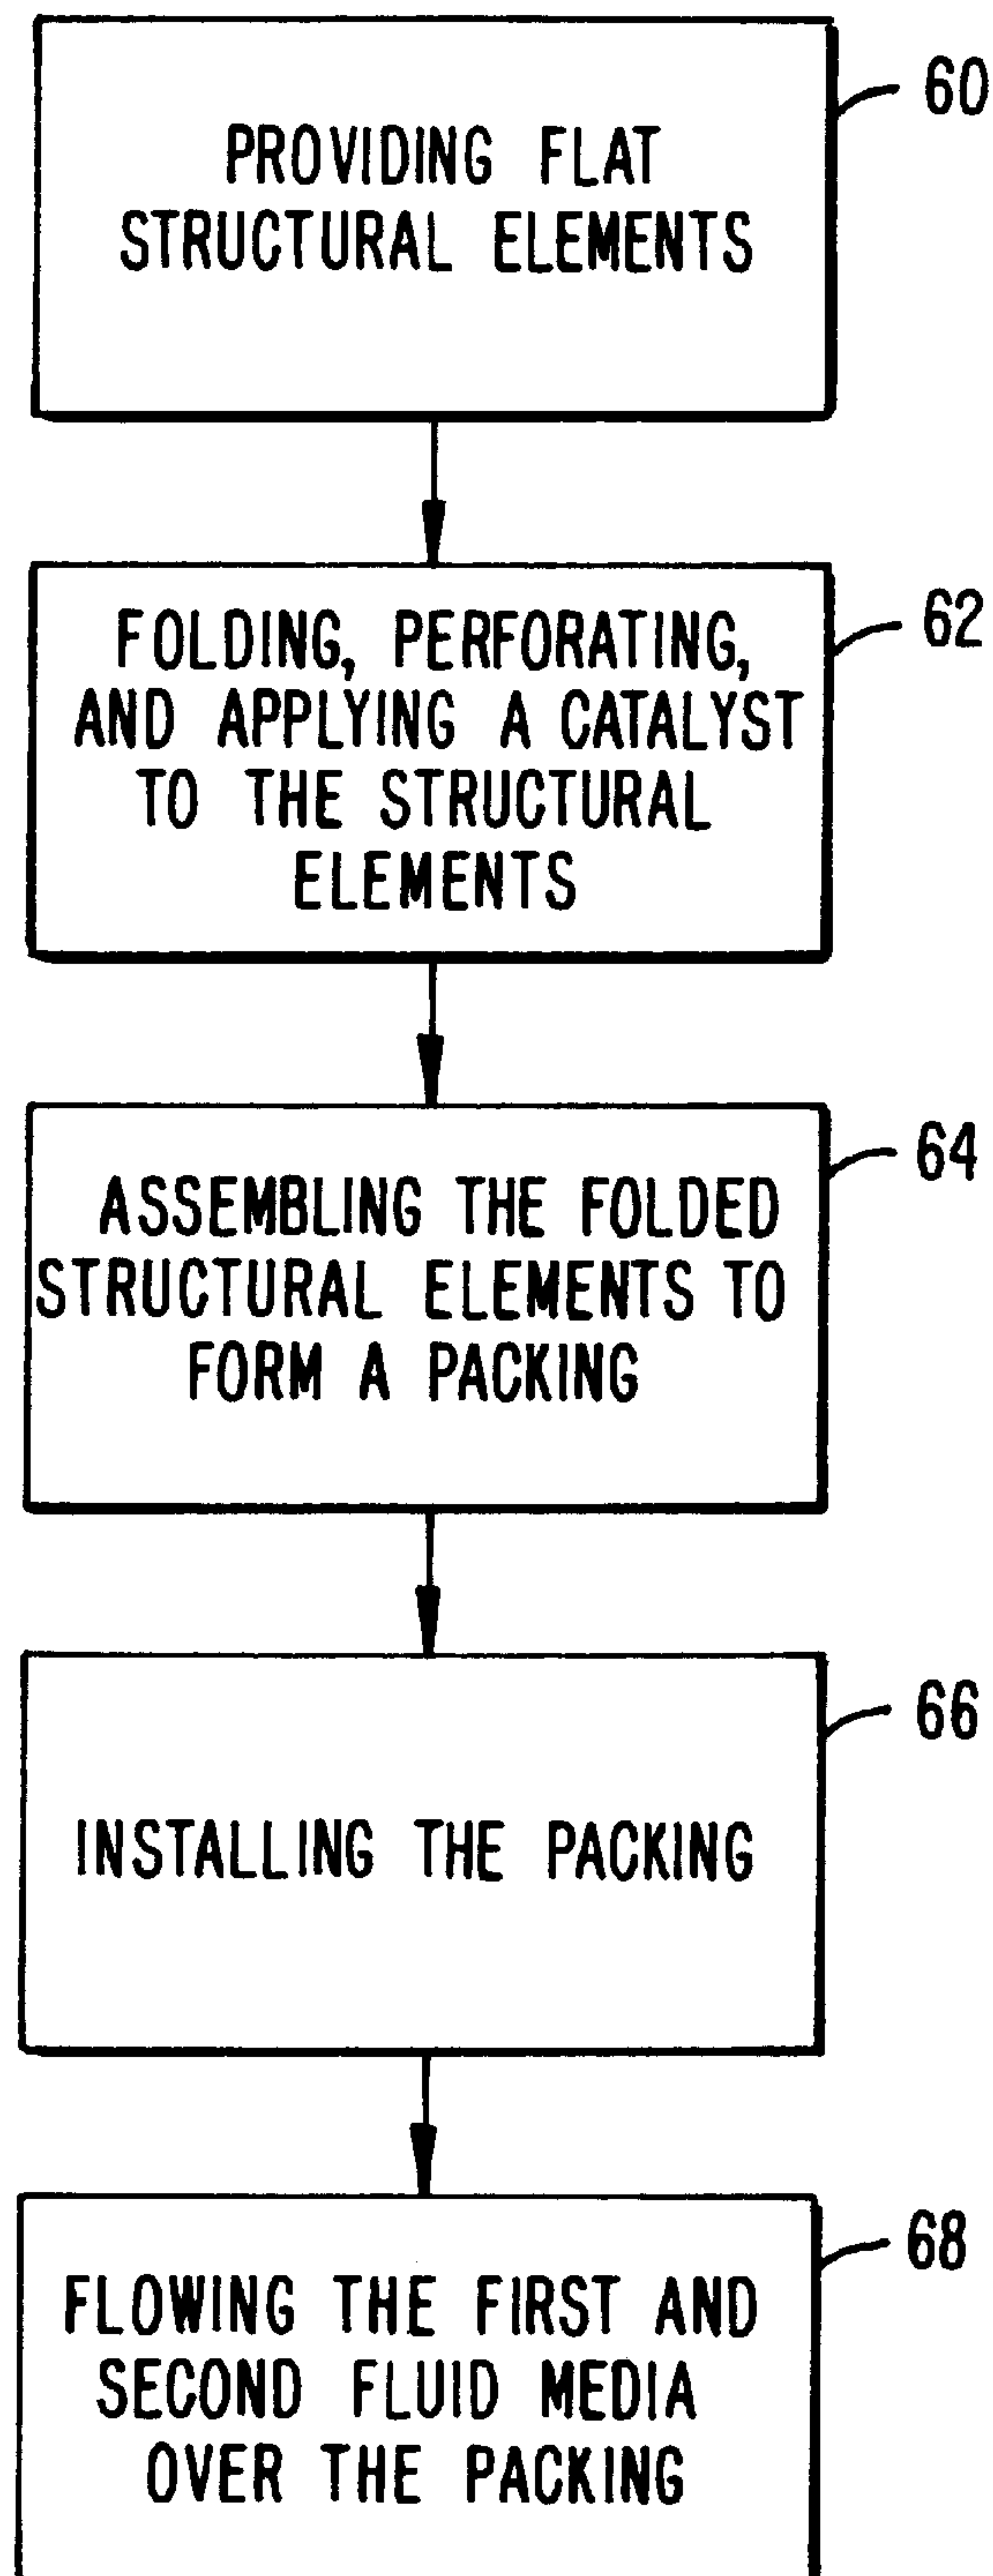 60
PROVIDING FLAT
STRUCTURAL ELEMENTS
62
FOLDING, PERFORATING,
AND APPLYING A CATALYST
TO THE STRUCTURAL
ELEMENTS
64
ASSEMBLING THE FOLDED
STRUCTURAL ELEMENTS TO
FORM A PACKING
66
INSTALLING THE PACKING
68
FLOWING THE FIRST AND
SECOND FLUID MEDIA
OVER THE PACKING